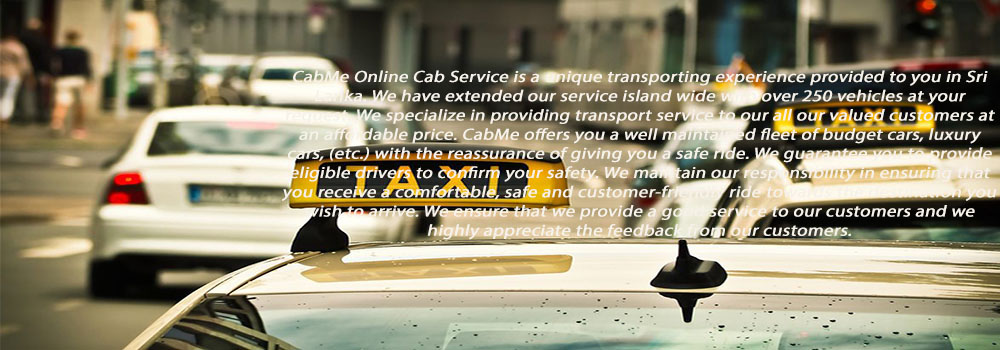 CabMe Online Cab Service is a unique transporting experience provided to you in Sri
Lanka. We have extended our service island wide with over 250 vehicles at your
request. We specialize in providing transport service to our all our valued customers at
an affordable price. CabMe offers you a well maintained fleet of budget cars, luxury
cars, (etc.) with the reassurance of giving you a safe ride. We guarantee you to provide
eligible drivers to confirm your safety. We maintain our responsibility in ensuring that
you receive a comfortable, safe and customer-friendly ride towards the destination you
wish to arrive. We ensure that we provide a good service to our customers and we
highly appreciate the feedback from our customers.
TAXI
TAXI